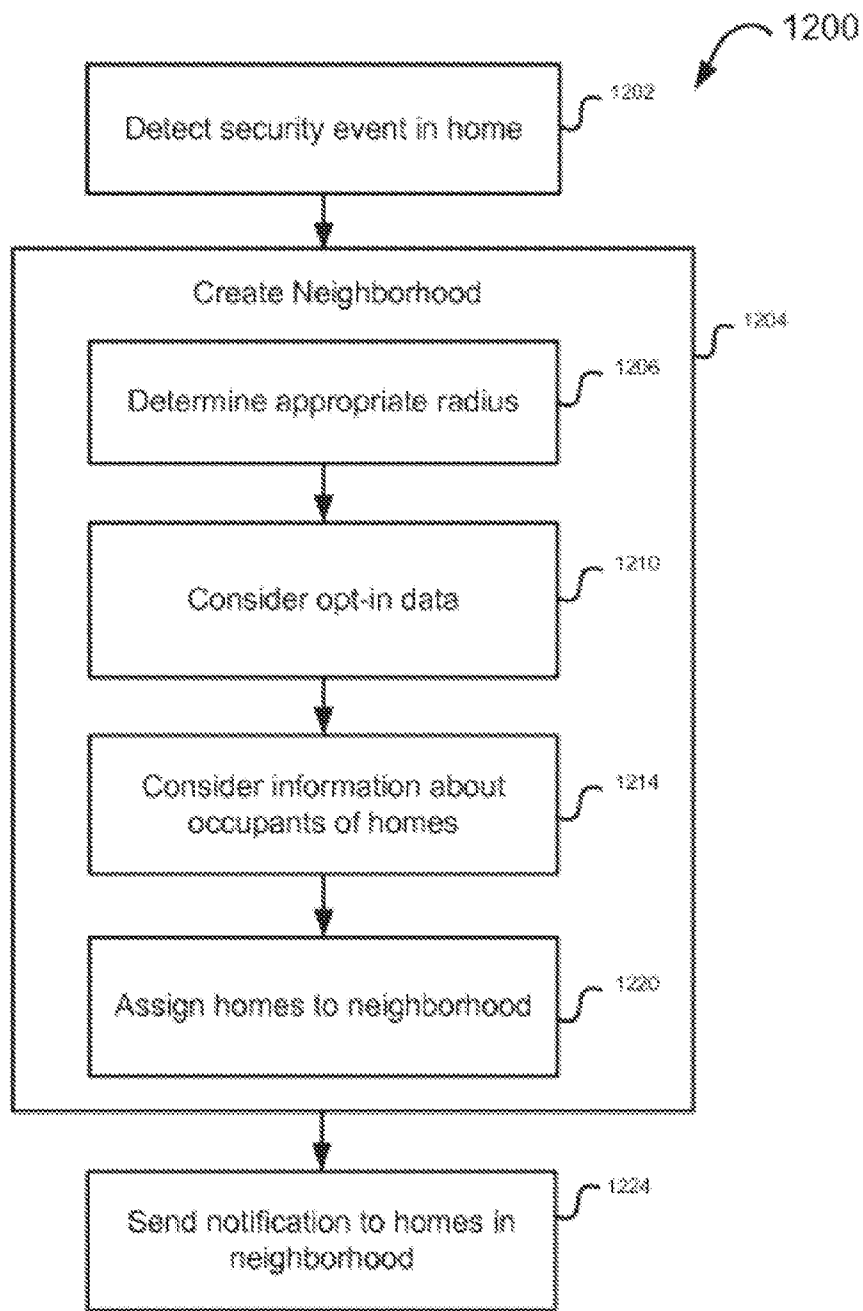 1200
Detect security event in home
1202
Create Neighborhood
1204
Determine appropriate radius
1206
Consider opt-in data
1210
Consider information about
occupants of homes
1214
Assign homes to neighborhood
1220
Send notification to homes in
neighborhood
1224